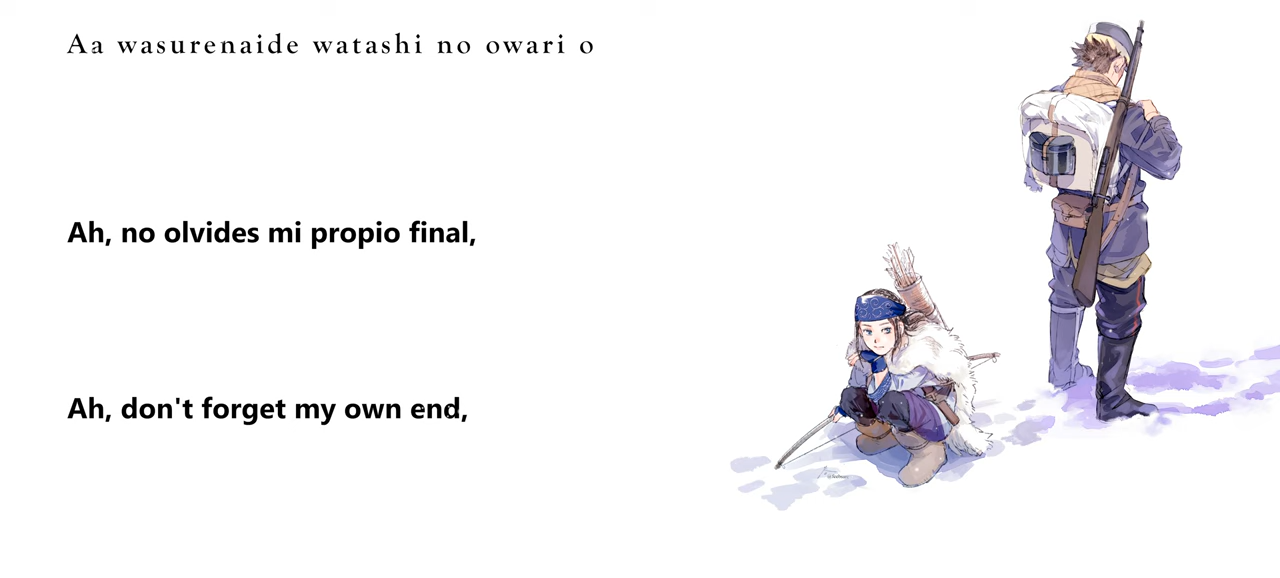 Aa wasurenaide watashi no owari o
Ah, no olvides mi propio final,
Ah, don't forget my own end,